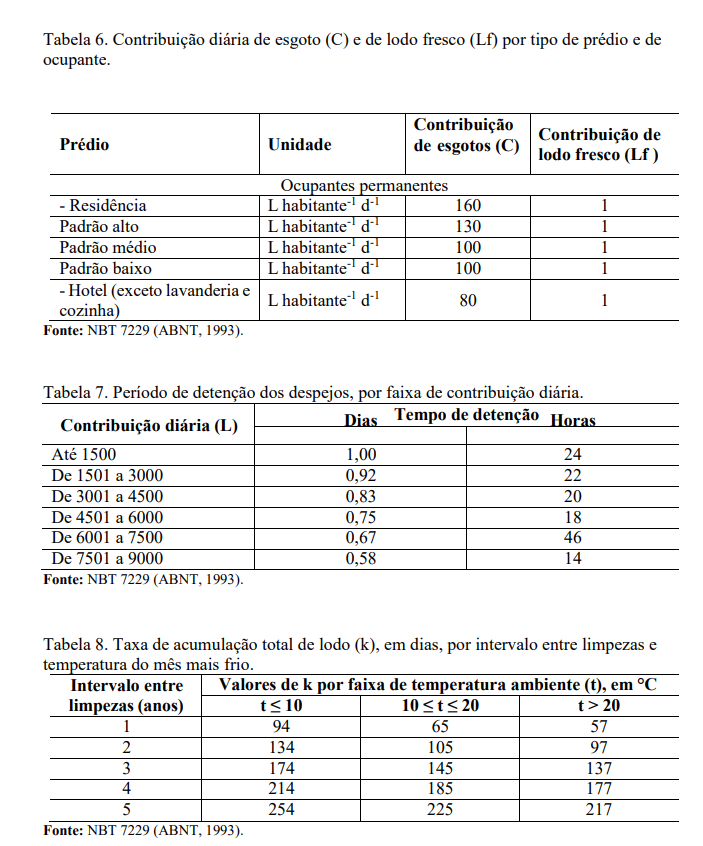 Tabela 6. Contribuição diária de esgoto (C) e de lodo fresco (Lf) por tipo de prédio e de
ocupante.
Prédio Unidade Contribuição de esgotos (C) Contribuição de lodo fresco (Lf )
Ocupantes permanentes
- Residência L habitante⁻¹ d⁻¹ 160 1
Padrão alto L habitante⁻¹ d⁻¹ 130 1
Padrão médio L habitante⁻¹ d⁻¹ 100 1
Padrão baixo L habitante⁻¹ d⁻¹ 100 1
- Hotel (exceto lavanderia e cozinha) L habitante⁻¹ d⁻¹ 80 1
Fonte: NBT 7229 (ABNT, 1993).
Tabela 7. Período de detenção dos despejos, por faixa de contribuição diária.
Contribuição diária (L) Tempo de detenção
Dias Horas
Até 1500 1,00 24
De 1501 a 3000 0,92 22
De 3001 a 4500 0,83 20
De 4501 a 6000 0,75 18
De 6001 a 7500 0,67 46
De 7501 a 9000 0,58 14
Fonte: NBT 7229 (ABNT, 1993).
Tabela 8. Taxa de acumulação total de lodo (k), em dias, por intervalo entre limpezas e
temperatura do mês mais frio.
Intervalo entre limpezas (anos) Valores de k por faixa de temperatura ambiente (t), em °C
t ≤ 10 10 ≤ t ≤ 20 t > 20
1 94 65 57
2 134 105 97
3 174 145 137
4 214 185 177
5 254 225 217
Fonte: NBT 7229 (ABNT, 1993).